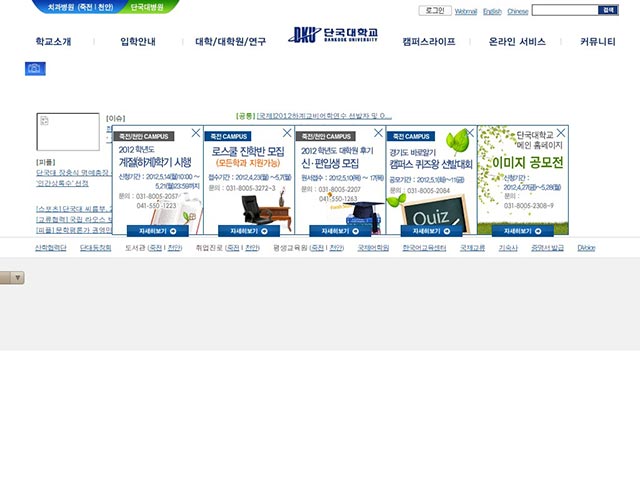 치과병원 (죽전 | 천안)
단국대병원
로그인 Webmail English Chinese 검색
학교소개 입학안내 대학/대학원/연구 DKU 단국대학교 DANKOOK UNIVERSITY 캠퍼스라이프 온라인 서비스 커뮤니티
[이슈]
[공통] [국제]2012하계교비어학연수 선발자 및 O...
[피플]
단국대 장충식 명예총장
'인간상록수' 선정
[스포츠] 단국대 씨름부, 2
[교류협력] 국립 라오스
[피플] 문학평론가 권영민
죽전/천안 CAMPUS
2012 학년도
계절(하계)학기 시행
신청기간 : 2012,5,14(월)10:00 ~
5,21(월)23:59까지
문의 : 031-8005-2057
041-550-1223
자세히보기
죽전 CAMPUS
로스쿨 진학반 모집
(모든학과 지원가능)
접수기간 : 2012,4,23(월) ~ 5,7(월)
문의 : 031-8005-3272~3
자세히보기
죽전/천안 CAMPUS
2012 학년도 대학원 후기
신 · 편입생 모집
원서접수 : 2012,5,10(목) ~ 17(목)
문의 : 031-8005-2207
041-550-1263
자세히보기
죽전 CAMPUS
경기도 바로알기
캠퍼스 퀴즈왕 선발대회
공모기간 : 2012,5,1(화)~11(금)
문의 : 031-8005-2084
Quiz
자세히보기
단국대학교
메인 홈페이지
이미지 공모전
신청기간 :
2012,4,27(금)~5,28(월)
문의 :
031-8005-2308~9
자세히보기
산학협력단 단대동창회 도서관 (죽전 | 천안) 취업진로 (죽전 | 천안) 평생교육원 (죽전 | 천안) 국제어학원 한국어교육센터 국제교류 기숙사 증명서 발급 DVoice